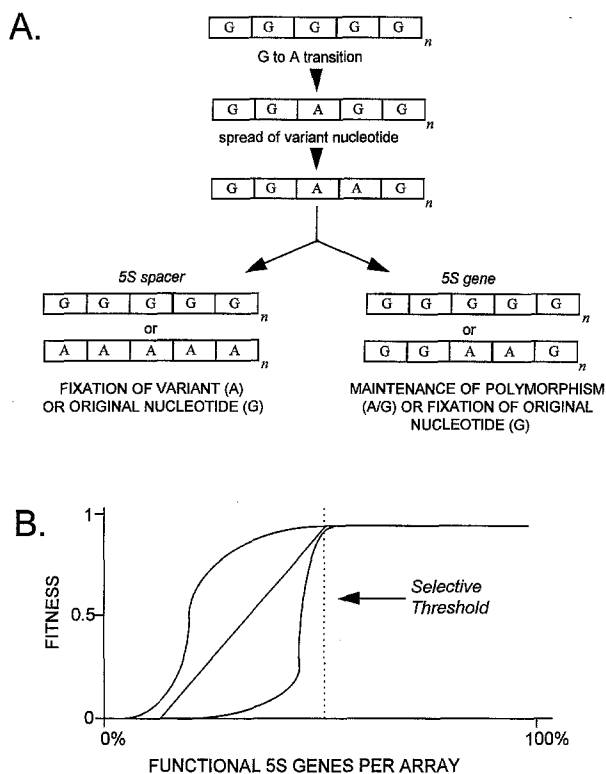 A.
G G G G G n
G to A transition
G G A G G n
spread of variant nucleotide
G G A A G n
5S spacer
G G G G G n
or
A A A A A n
FIXATION OF VARIANT (A)
OR ORIGINAL NUCLEOTIDE (G)
5S gene
G G G G G n
or
G G A A G n
MAINTENANCE OF POLYMORPHISM
(A/G) OR FIXATION OF ORIGINAL
NUCLEOTIDE (G)
B.
FITNESS
1
0.5
0
Selective
Threshold
0%
100%
FUNCTIONAL 5S GENES PER ARRAY